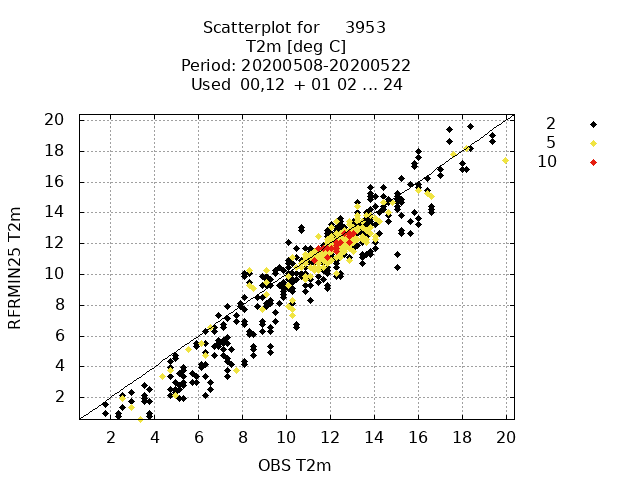 Scatterplot for 3953
T2m [deg C]
Period: 20200508-20200522
Used 00,12 + 01 02 ... 24
20
18
16
14
12
10
8
6
4
2
RFRMIN25 T2m
2 4 6 8 10 12 14 16 18 20
OBS T2m
2
5
10